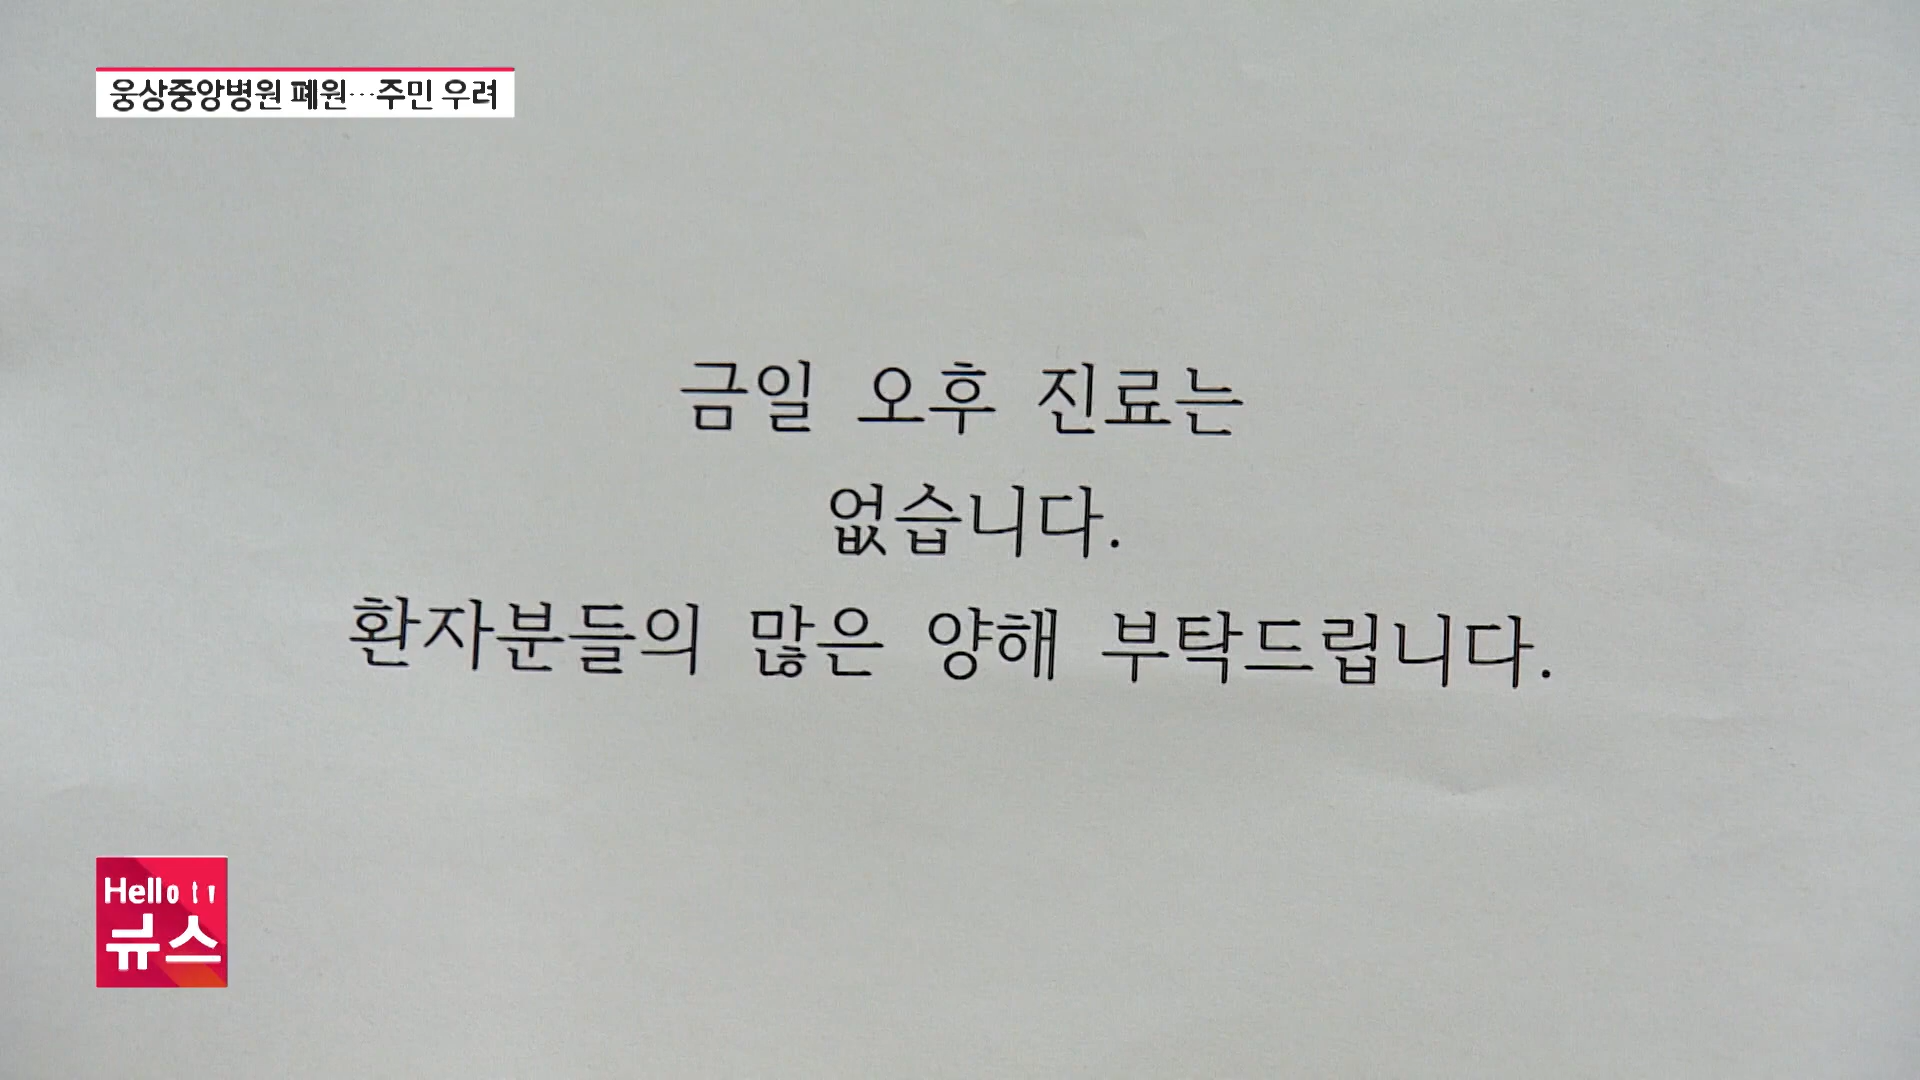 웅상중앙병원 폐원…주민 우려
금일 오후 진료는
없습니다.
환자분들의 많은 양해 부탁드립니다.
Hello
뉴스